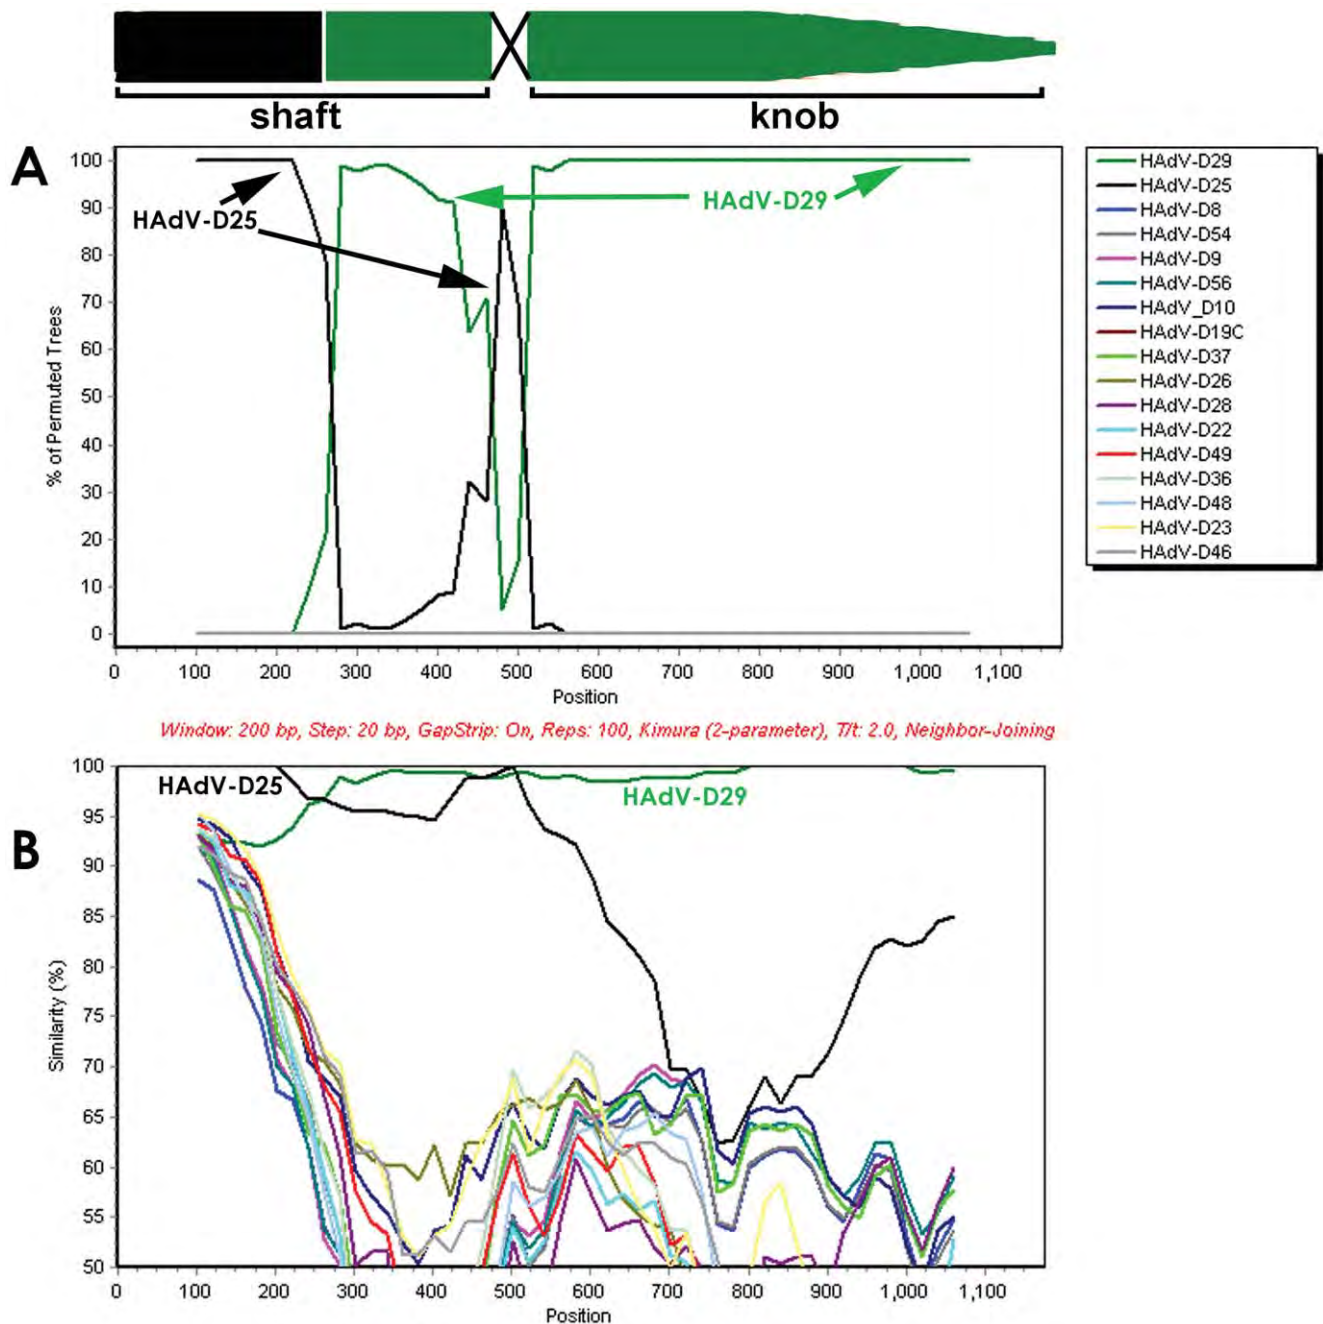 shaft
knob
A
100
90
80
70
60
50
40
30
20
10
0
% of Permuted Trees
HAdV-D25
HAdV-D29
0 100 200 300 400 500 600 700 800 900 1,000 1,100
Position
HAdV-D29
HAdV-D25
HAdV-D8
HAdV-D54
HAdV-D9
HAdV-D56
HAdV_D10
HAdV-D19C
HAdV-D37
HAdV-D26
HAdV-D28
HAdV-D22
HAdV-D49
HAdV-D36
HAdV-D48
HAdV-D23
HAdV-D46
Window: 200 bp, Step: 20 bp, GapStrip: On, Reps: 100, Kimura (2-parameter), T/t: 2.0, Neighbor-Joining
B
100
95
90
85
80
75
70
65
60
55
50
Similarity (%)
HAdV-D25
HAdV-D29
0 100 200 300 400 500 600 700 800 900 1,000 1,100
Position